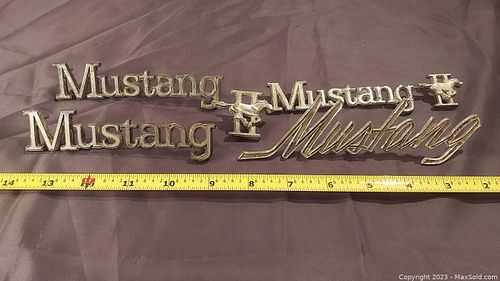 Mustang II
Mustang II
Mustang
Mustang
14 13 12 11 10 9 8 7 6 5 4 3 2
Copyright 2023 - MaxSold.com